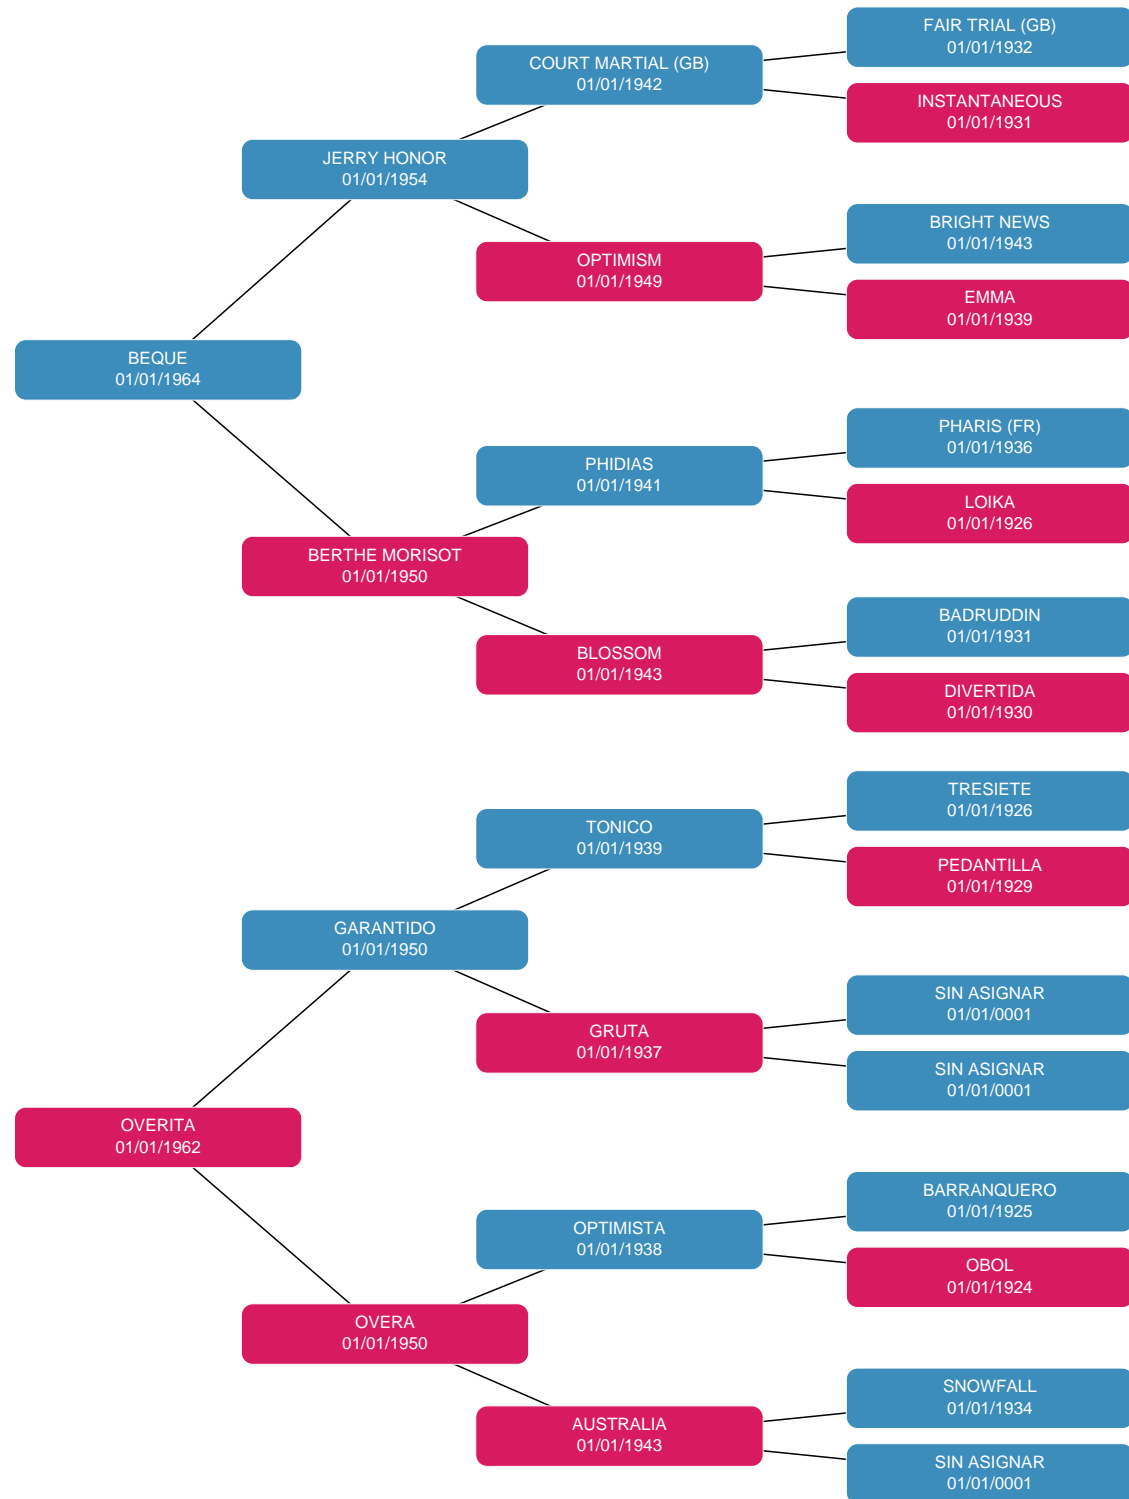 FAIR TRIAL (GB)
01/01/1932
COURT MARTIAL (GB)
01/01/1942
INSTANTANEOUS
01/01/1931
JERRY HONOR
01/01/1954
BRIGHT NEWS
01/01/1943
OPTIMISM
01/01/1949
EMMA
01/01/1939
BEQUE
01/01/1964
PHARIS (FR)
01/01/1936
PHIDIAS
01/01/1941
LOIKA
01/01/1926
BERTHE MORISOT
01/01/1950
BADRUDDIN
01/01/1931
BLOSSOM
01/01/1943
DIVERTIDA
01/01/1930
TRESIETE
01/01/1926
TONICO
01/01/1939
PEDANTILLA
01/01/1929
GARANTIDO
01/01/1950
SIN ASIGNAR
01/01/0001
GRUTA
01/01/1937
SIN ASIGNAR
01/01/0001
OVERITA
01/01/1962
BARRANQUERO
01/01/1925
OPTIMISTA
01/01/1938
OBOL
01/01/1924
OVERA
01/01/1950
SNOWFALL
01/01/1934
AUSTRALIA
01/01/1943
SIN ASIGNAR
01/01/0001